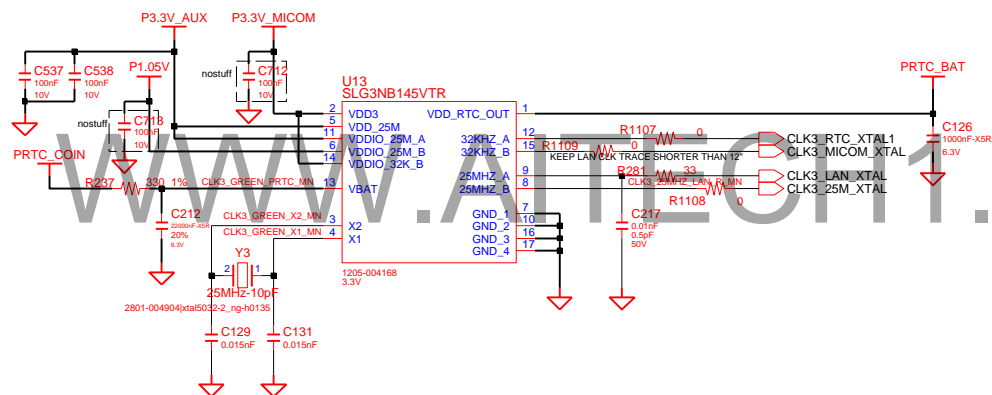 P3.3V_AUX
P3.3V_MICOM
C537
100nF
10V
C538
100nF
10V
P1.05V
nostuff
C712
100nF
10V
nostuff
C713
100nF
10V
U13
SLG3NB145VTR
2 VDD3
5 VDD_25M
11 VDDIO_25M_A
6 VDDIO_25M_B
14 VDDIO_32K_B
13 VBAT
3 X2
4 X1
VDD_RTC_OUT 1
32KHZ_A 12
32KHZ_B 15
25MHZ_A 9
25MHZ_B 8
GND_1 7
GND_2 10
GND_3 16
GND_4 17
1205-004168
3.3V
PRTC_COIN
R237 330 1%
CLK3_GREEN_PRTC_MN
C212
22000nF-X5R
20%
6.3V
CLK3_GREEN_X2_MN
CLK3_GREEN_X1_MN
Y3
2 1
25MHz-10pF
2801-004904|xtal5032-2_ng-h0135
C129
0.015nF
C131
0.015nF
PRTC_BAT
C126
1000nF-X5R
6.3V
R1107 0
R1109 0
KEEP LAN CLK TRACE SHORTER THAN 12"
R281 33
CLK3_25MHZ_LAN_R_MN
R1108 0
CLK3_RTC_XTAL1
CLK3_MICOM_XTAL
CLK3_LAN_XTAL
CLK3_25M_XTAL
C217
0.01nF
0.5pF
50V
WWW.AITECH1.